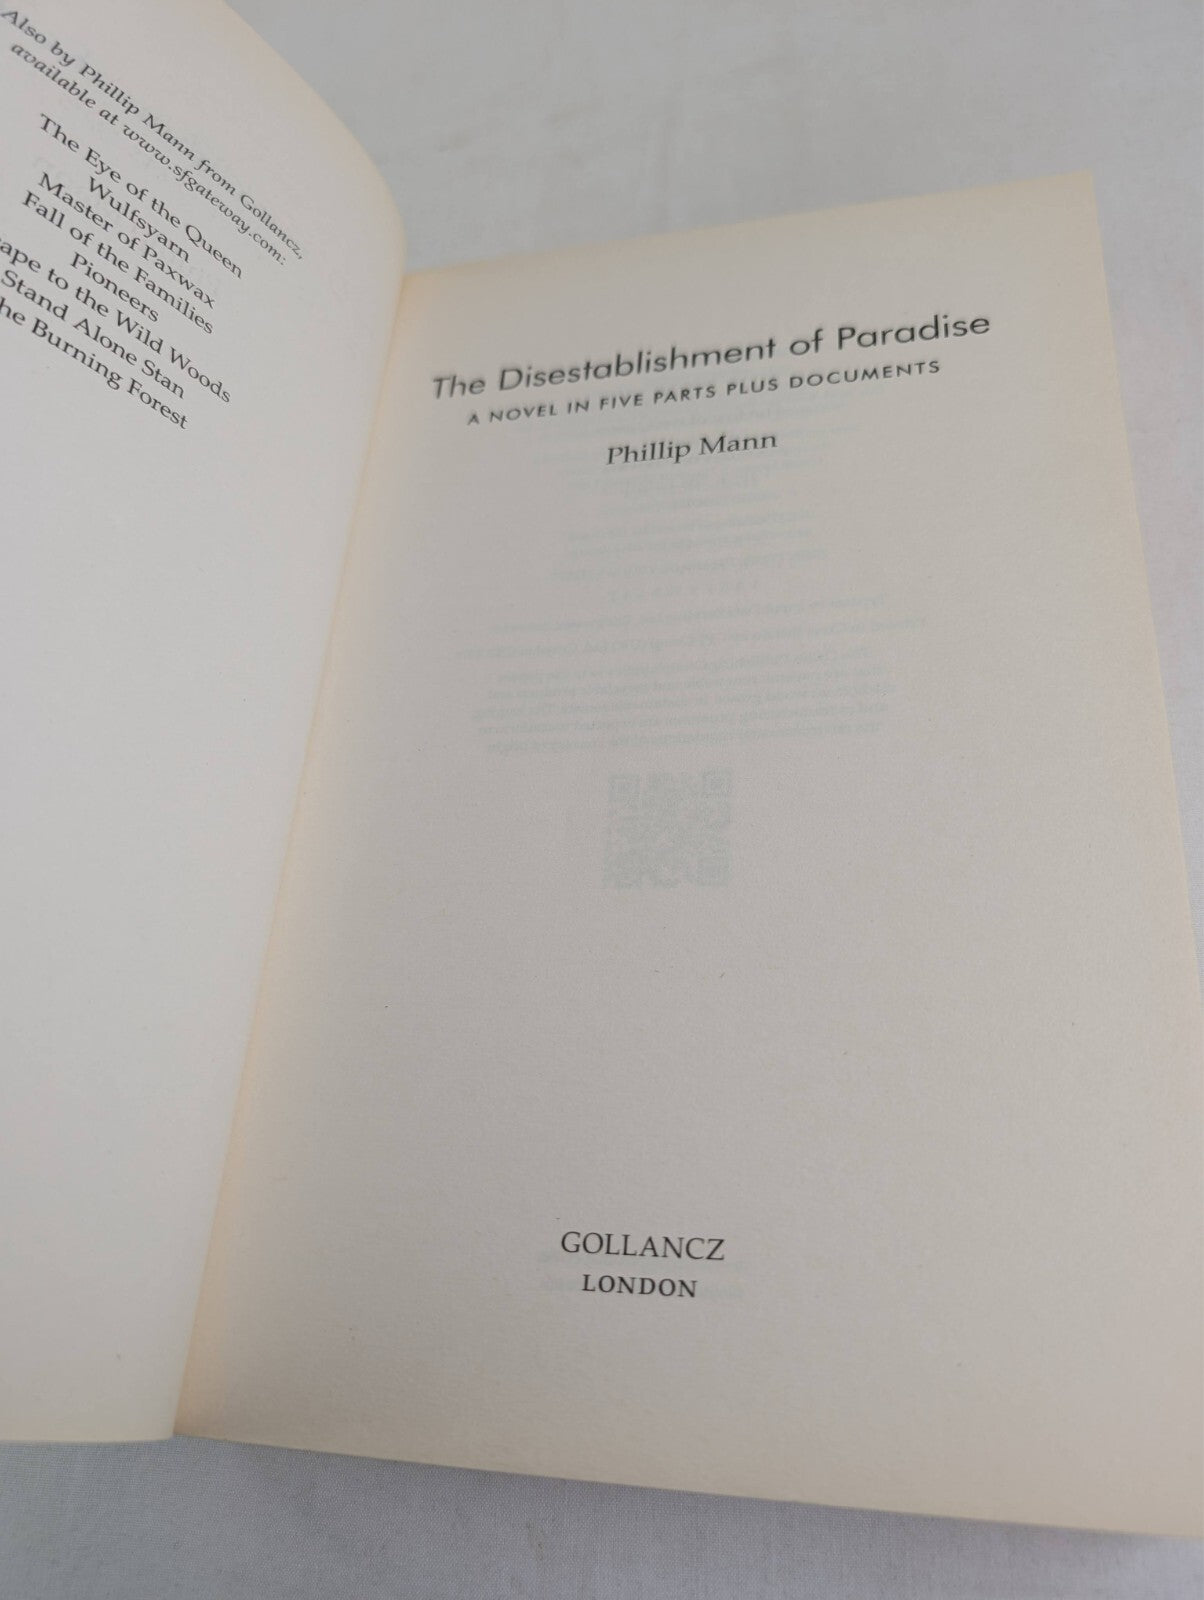 Also by Phillip Mann from Gollancz,
available at www.sfgateway.com:
The Eye of the Queen
Wulfsyarn
Master of Paxwax
Fall of the Families
Pioneers
to the Wild Woods
Stand Alone Stan
Burning Forest
The Disestablishment of Paradise
A NOVEL IN FIVE PARTS PLUS DOCUMENTS
Phillip Mann
GOLLANCZ
LONDON